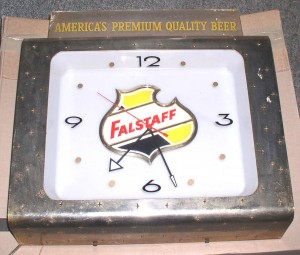 AMERICA'S PREMIUM QUALITY BEER
12
FALSTAFF
9
3
6